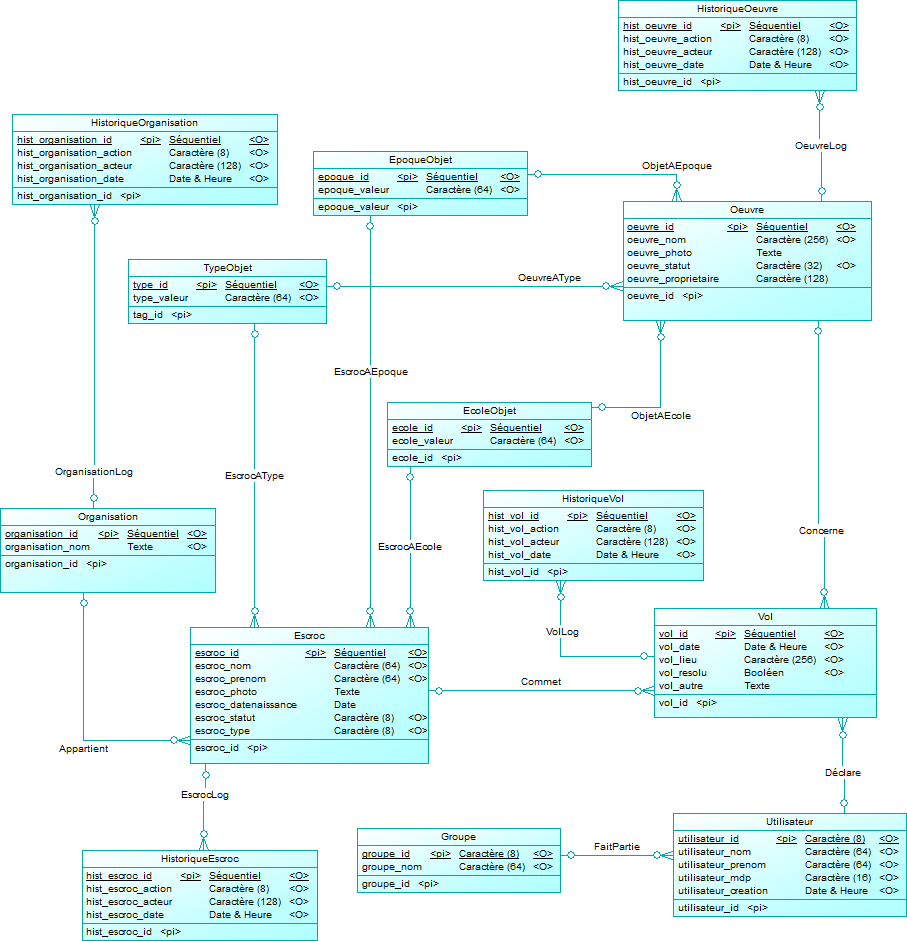 HistoriqueOeuvre
hist_oeuvre_id <pi> Séquentiel <O>
hist_oeuvre_action Caractère (8) <O>
hist_oeuvre_acteur Caractère (128) <O>
hist_oeuvre_date Date & Heure <O>
hist_oeuvre_id <pi>
HistoriqueOrganisation
hist_organisation_id <pi> Séquentiel <O>
hist_organisation_action Caractère (8) <O>
hist_organisation_acteur Caractère (128) <O>
hist_organisation_date Date & Heure <O>
hist_organisation_id <pi>
OeuvreLog
EpoqueObjet
epoque_id <pi> Séquentiel <O>
epoque_valeur Caractère (64) <O>
epoque_valeur <pi>
ObjetAEpoque
Oeuvre
oeuvre_id <pi> Séquentiel <O>
oeuvre_nom Caractère (256) <O>
oeuvre_photo Texte
oeuvre_statut Caractère (32) <O>
oeuvre_proprietaire Caractère (128)
oeuvre_id <pi>
TypeObjet
type_id <pi> Séquentiel <O>
type_valeur Caractère (64) <O>
tag_id <pi>
OeuvreAType
EscrocAEpoque
EcoleObjet
ecole_id <pi> Séquentiel <O>
ecole_valeur Caractère (64) <O>
ecole_id <pi>
ObjetAEcole
OrganisationLog
EscrocAType
Organisation
organisation_id <pi> Séquentiel <O>
organisation_nom Texte <O>
organisation_id <pi>
HistoriqueVol
hist_vol_id <pi> Séquentiel <O>
hist_vol_action Caractère (8) <O>
hist_vol_acteur Caractère (128) <O>
hist_vol_date Date & Heure <O>
hist_vol_id <pi>
Concerne
EscrocAEcole
VolLog
Escroc
escroc_id <pi> Séquentiel <O>
escroc_nom Caractère (64) <O>
escroc_prenom Caractère (64) <O>
escroc_photo Texte
escroc_datenaissance Date
escroc_statut Caractère (8) <O>
escroc_type Caractère (8) <O>
escroc_id <pi>
Vol
vol_id <pi> Séquentiel <O>
vol_date Date & Heure <O>
vol_lieu Caractère (256) <O>
vol_resolu Booléen <O>
vol_autre Texte
vol_id <pi>
Commet
Appartient
Déclare
EscrocLog
Utilisateur
utilisateur_id <pi> Caractère (8) <O>
utilisateur_nom Caractère (64) <O>
utilisateur_prenom Caractère (64) <O>
utilisateur_mdp Caractère (16) <O>
utilisateur_creation Date & Heure <O>
utilisateur_id <pi>
Groupe
groupe_id <pi> Caractère (8) <O>
groupe_nom Caractère (64) <O>
groupe_id <pi>
FaitPartie
HistoriqueEscroc
hist_escroc_id <pi> Séquentiel <O>
hist_escroc_action Caractère (8) <O>
hist_escroc_acteur Caractère (128) <O>
hist_escroc_date Date & Heure <O>
hist_escroc_id <pi>